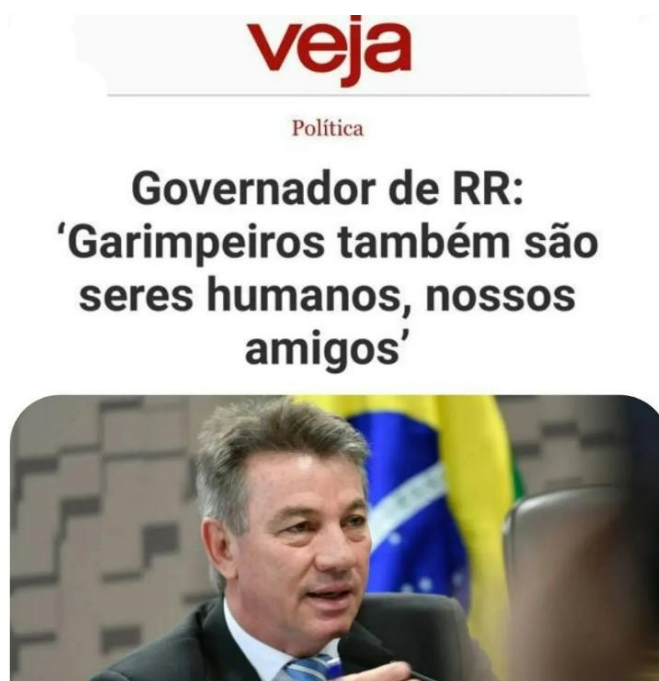 veja
Política
Governador de RR:
‘Garimpeiros também são
seres humanos, nossos
amigos’